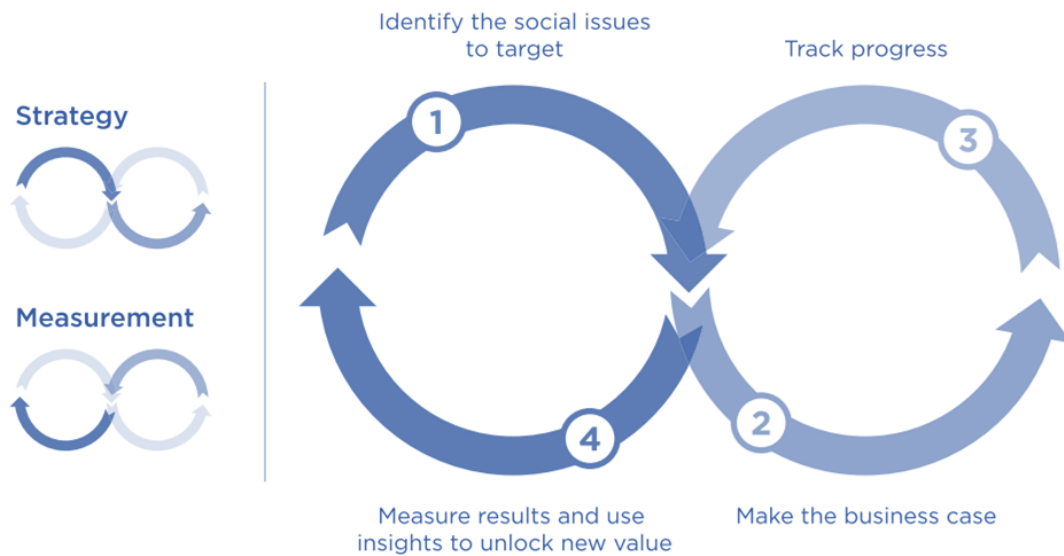 Strategy
Measurement
Identify the social issues
to target
1
Track progress
3
4
2
Measure results and use
insights to unlock new value
Make the business case